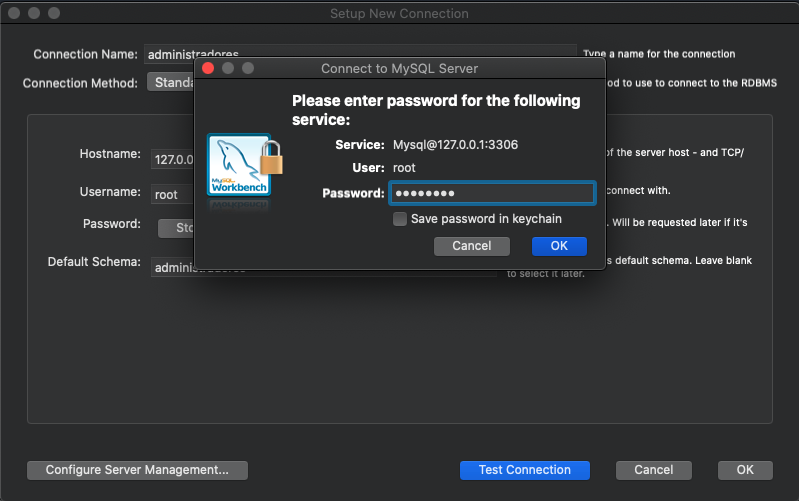 Setup New Connection
Connection Name: administradores Type a name for the connection
Connect to MySQL Server
Connection Method: Standa od to use to connect to the RDBMS
Please enter password for the following
service:
Service: Mysql@127.0.0.1:3306
User: root
Password: ●●●●●●●●
Save password in keychain
Cancel OK
MySQL
Workbench
Hostname: 127.0.0 of the server host - and TCP/
Username: root connect with.
Password: Sto . Will be requested later if it's
Default Schema: administradores s default schema. Leave blank
to select it later.
Configure Server Management... Test Connection Cancel OK